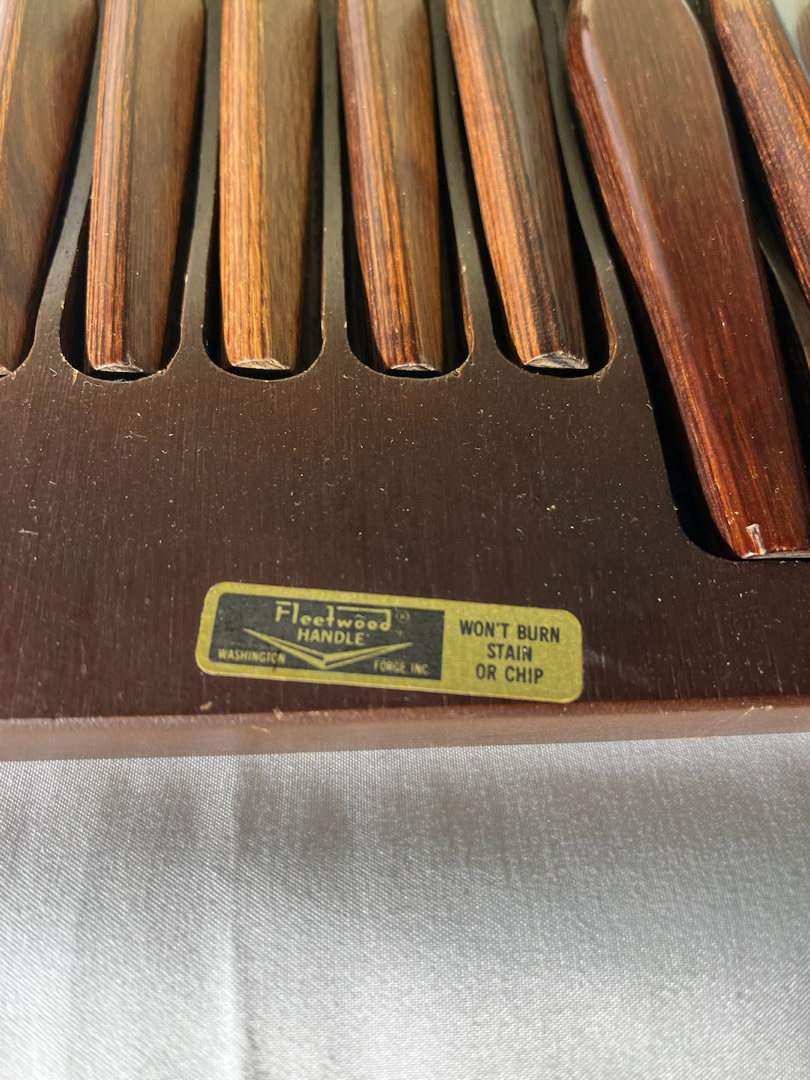 Fleetwood ®
HANDLE
WASHINGTON FORGE INC
WON'T BURN
STAIN
OR CHIP